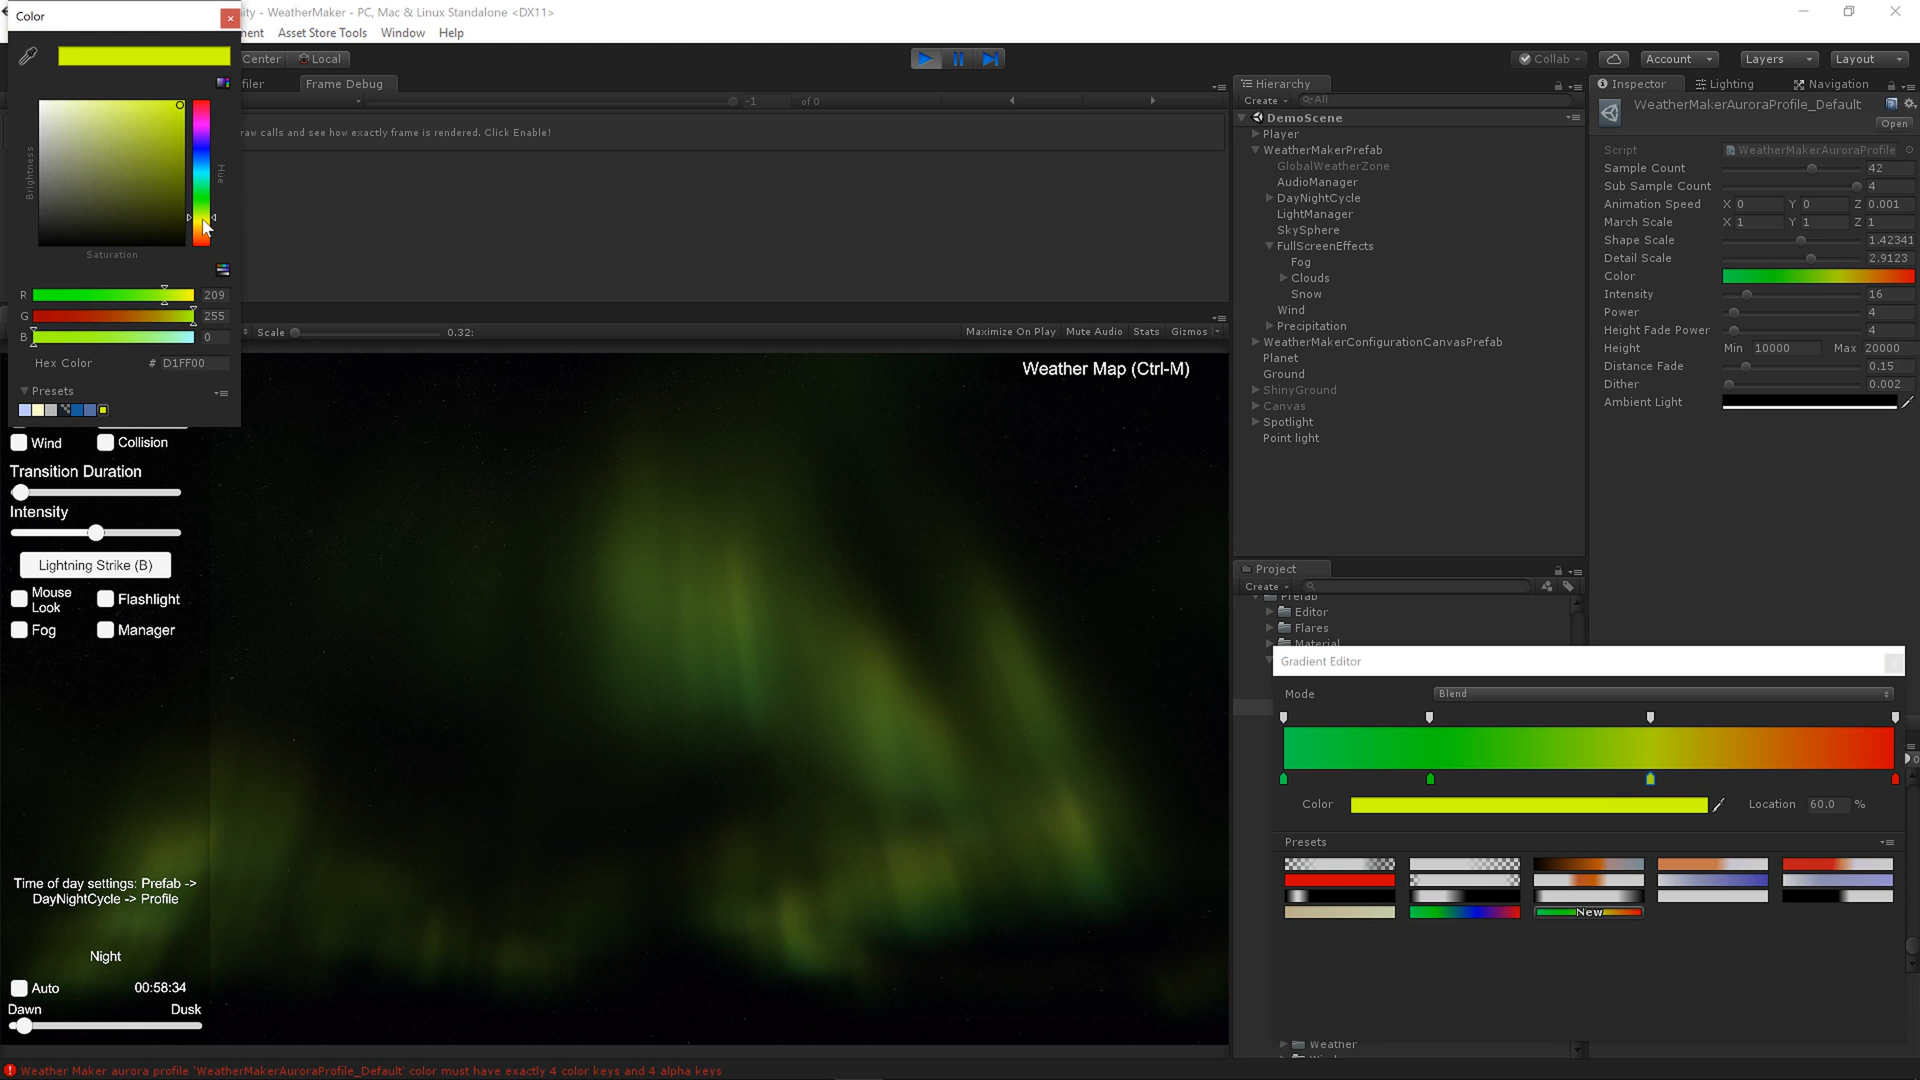 Color
ity - WeatherMaker - PC, Mac & Linux Standalone <DX11>
nent Asset Store Tools Window Help
Center Local
Collab Account Layers Layout
filer Frame Debug
-1 of 0
raw calls and see how exactly frame is rendered. Click Enable!
Brightness
Hue
Saturation
R 209
G 255
B 0
Hex Color # D1FF00
Presets
Scale 0.32:
Maximize On Play Mute Audio Stats Gizmos
Weather Map (Ctrl-M)
Wind Collision
Transition Duration
Intensity
Lightning Strike (B)
Mouse Look Flashlight
Fog Manager
Time of day settings: Prefab ->
DayNightCycle -> Profile
Night
Auto 00:58:34
Dawn Dusk
Hierarchy
Create All
DemoScene
Player
WeatherMakerPrefab
GlobalWeatherZone
AudioManager
DayNightCycle
LightManager
SkySphere
FullScreenEffects
Fog
Clouds
Snow
Wind
Precipitation
WeatherMakerConfigurationCanvasPrefab
Planet
Ground
ShinyGround
Canvas
Spotlight
Point light
Project
Create
Prefab
Editor
Flares
Material
Weather
Inspector Lighting Navigation
WeatherMakerAuroraProfile_Default
Open
Script WeatherMakerAuroraProfile
Sample Count 42
Sub Sample Count 4
Animation Speed X 0 Y 0 Z 0.001
March Scale X 1 Y 1 Z 1
Shape Scale 1.42341
Detail Scale 2.9123
Color
Intensity 16
Power 4
Height Fade Power 4
Height Min 10000 Max 20000
Distance Fade 0.15
Dither 0.002
Ambient Light
Gradient Editor
Mode Blend
Color Location 60.0 %
Presets
New
Weather Maker aurora profile 'WeatherMakerAuroraProfile_Default' color must have exactly 4 color keys and 4 alpha keys